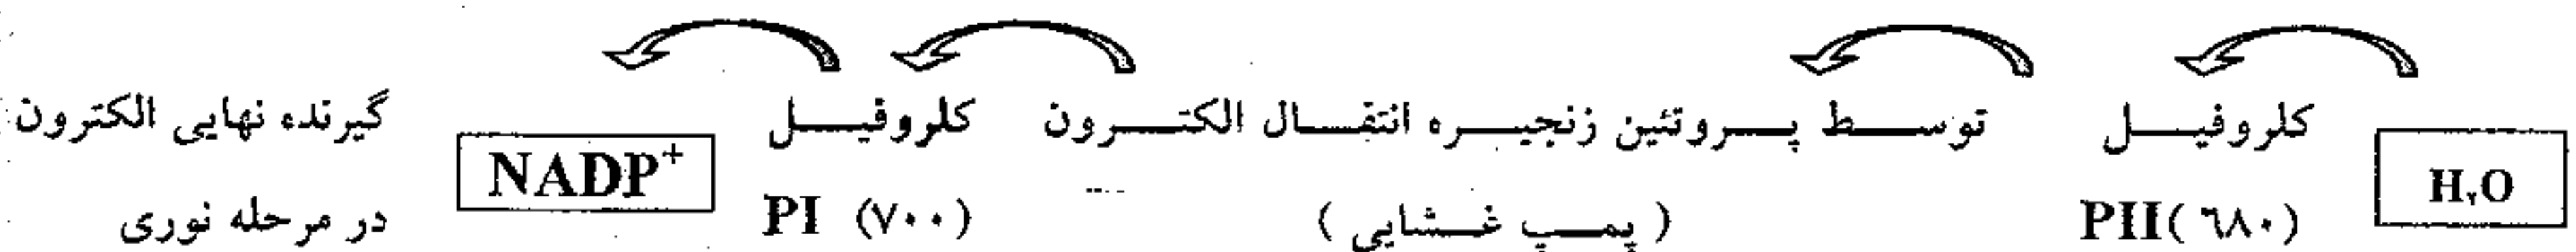 H₂O کلروفیل توسط پروتئین زنجیره انتقال الکترون کلروفیل NADP⁺ گیرنده نهایی الکترون
PII(۶۸۰) (پمپ غشایی) PI (۷۰۰) در مرحله نوری